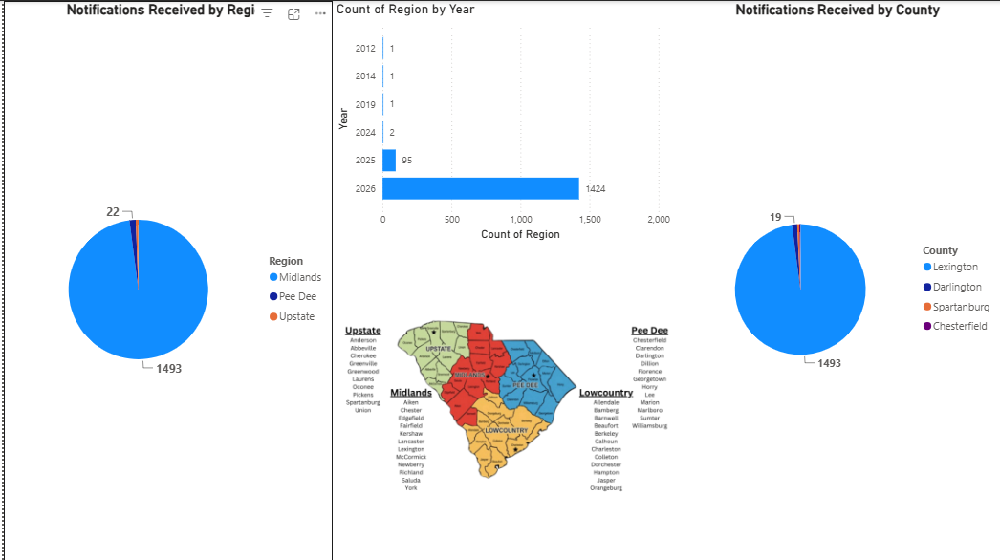 Notifications Received by Regi
22
1493
Region
Midlands
Pee Dee
Upstate
Count of Region by Year
Year
2012 1
2014 1
2019 1
2024 2
2025 95
2026 1424
0 500 1,000 1,500 2,000
Count of Region
Upstate
Anderson
Abbeville
Cherokee
Greenville
Greenwood
Laurens
Oconee
Pickens
Spartanburg
Union
Midlands
Aiken
Chester
Edgefield
Fairfield
Kershaw
Lancaster
Lexington
McCormick
Newberry
Richland
Saluda
York
UPSTATE
MIDLANDS
PEE DEE
LOWCOUNTRY
Pee Dee
Chesterfield
Clarendon
Darlington
Dillion
Florence
Georgetown
Horry
Lee
Marion
Marlboro
Sumter
Williamsburg
Lowcountry
Allendale
Bamberg
Barnwell
Beaufort
Berkeley
Calhoun
Charleston
Colleton
Dorchester
Hampton
Jasper
Orangeburg
Notifications Received by County
19
1493
County
Lexington
Darlington
Spartanburg
Chesterfield